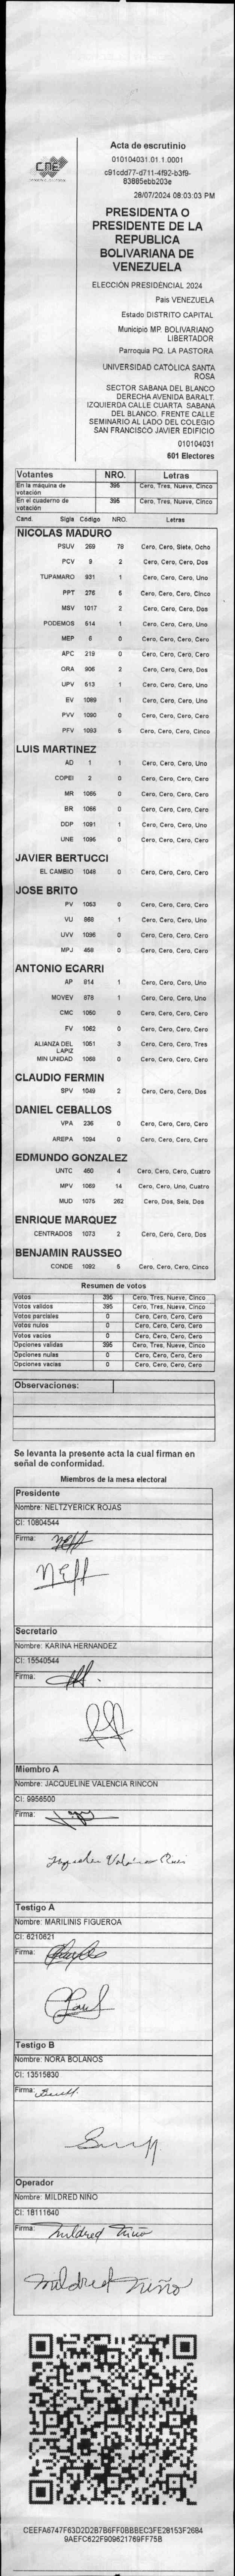 CNE
Acta de escrutinio
010104031.01.1.0001
c91cdd77-d711-4f92-b3f9-
83885ebb203e
28/07/2024 08:03:03 PM
PRESIDENTA O
PRESIDENTE DE LA
REPUBLICA
BOLIVARIANA DE
VENEZUELA
ELECCIÓN PRESIDENCIAL 2024
Pais VENEZUELA
Estado DISTRITO CAPITAL
Municipio MP. BOLIVARIANO
LIBERTADOR
Parroquia PQ. LA PASTORA
UNIVERSIDAD CATÓLICA SANTA
ROSA
SECTOR SABANA DEL BLANCO
DERECHA AVENIDA BARALT.
IZQUIERDA CALLE CUARTA SABANA
DEL BLANCO. FRENTE CALLE
SEMINARIO AL LADO DEL COLEGIO
SAN FRANCISCO JAVIER EDIFICIO
010104031
601 Electores
Votantes NRO. Letras
En la máquina de votación 395 Cero, Tres, Nueve, Cinco
En el cuaderno de votación 395 Cero, Tres, Nueve, Cinco
Cand. Sigla Código NRO. Letras
NICOLAS MADURO
PSUV 269 78 Cero, Cero, Siete, Ocho
PCV 9 2 Cero, Cero, Cero, Dos
TUPAMARO 931 1 Cero, Cero, Cero, Uno
PPT 276 5 Cero, Cero, Cero, Cinco
MSV 1017 2 Cero, Cero, Cero, Dos
PODEMOS 514 1 Cero, Cero, Cero, Uno
MEP 6 0 Cero, Cero, Cero, Cero
APC 219 0 Cero, Cero, Cero, Cero
ORA 906 2 Cero, Cero, Cero, Dos
UPV 513 1 Cero, Cero, Cero, Uno
EV 1089 1 Cero, Cero, Cero, Uno
PVV 1090 0 Cero, Cero, Cero, Cero
PFV 1093 5 Cero, Cero, Cero, Cinco
LUIS MARTINEZ
AD 1 1 Cero, Cero, Cero, Uno
COPEI 2 0 Cero, Cero, Cero, Cero
MR 1065 0 Cero, Cero, Cero, Cero
BR 1066 0 Cero, Cero, Cero, Cero
DDP 1091 1 Cero, Cero, Cero, Uno
UNE 1095 0 Cero, Cero, Cero, Cero
JAVIER BERTUCCI
EL CAMBIO 1048 0 Cero, Cero, Cero, Cero
JOSE BRITO
PV 1053 0 Cero, Cero, Cero, Cero
VU 868 1 Cero, Cero, Cero, Uno
UVV 1096 0 Cero, Cero, Cero, Cero
MPJ 458 0 Cero, Cero, Cero, Cero
ANTONIO ECARRI
AP 814 1 Cero, Cero, Cero, Uno
MOVEV 878 1 Cero, Cero, Cero, Uno
CMC 1050 0 Cero, Cero, Cero, Cero
FV 1062 0 Cero, Cero, Cero, Cero
ALIANZA DEL LAPIZ 1051 3 Cero, Cero, Cero, Tres
MIN UNIDAD 1088 0 Cero, Cero, Cero, Cero
CLAUDIO FERMIN
SPV 1049 2 Cero, Cero, Cero, Dos
DANIEL CEBALLOS
VPA 236 0 Cero, Cero, Cero, Cero
AREPA 1094 0 Cero, Cero, Cero, Cero
EDMUNDO GONZALEZ
UNTC 460 4 Cero, Cero, Cero, Cuatro
MPV 1069 14 Cero, Cero, Uno, Cuatro
MUD 1075 262 Cero, Dos, Seis, Dos
ENRIQUE MARQUEZ
CENTRADOS 1073 2 Cero, Cero, Cero, Dos
BENJAMIN RAUSSEO
CONDE 1092 5 Cero, Cero, Cero, Cinco
Resumen de votos
Votos 395 Cero, Tres, Nueve, Cinco
Votos validos 395 Cero, Tres, Nueve, Cinco
Votos parciales 0 Cero, Cero, Cero, Cero
Votos nulos 0 Cero, Cero, Cero, Cero
Votos vacios 0 Cero, Cero, Cero, Cero
Opciones validas 395 Cero, Tres, Nueve, Cinco
Opciones nulas 0 Cero, Cero, Cero, Cero
Opciones vacias 0 Cero, Cero, Cero, Cero
Observaciones:
Se levanta la presente acta la cual firman en
señal de conformidad.
Miembros de la mesa electoral
Presidente
Nombre: NELTZYERICK ROJAS
CI: 10804544
Firma: Neff
Neff
Secretario
Nombre: KARINA HERNANDEZ
CI: 15540544
Firma:
Miembro A
Nombre: JACQUELINE VALENCIA RINCON
CI: 9956500
Firma:
Testigo A
Nombre: MARILINIS FIGUEROA
CI: 6210621
Firma:
Testigo B
Nombre: NORA BOLANOS
CI: 13515830
Firma:
Operador
Nombre: MILDRED NIÑO
CI: 18111640
Firma: Mildred Niño
Mildred Niño
CEEFA6747F63D2D2B7B6FF0BBBEC3FE28153F2684
9AEFC622F909621769FF75B